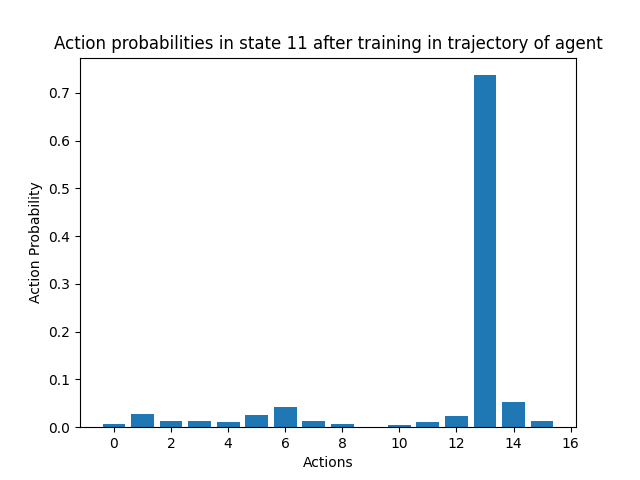 Action probabilities in state 11 after training in trajectory of agent
0.7
0.6
0.5
0.4
0.3
0.2
0.1
0.0
Action Probability
0 2 4 6 8 10 12 14 16
Actions